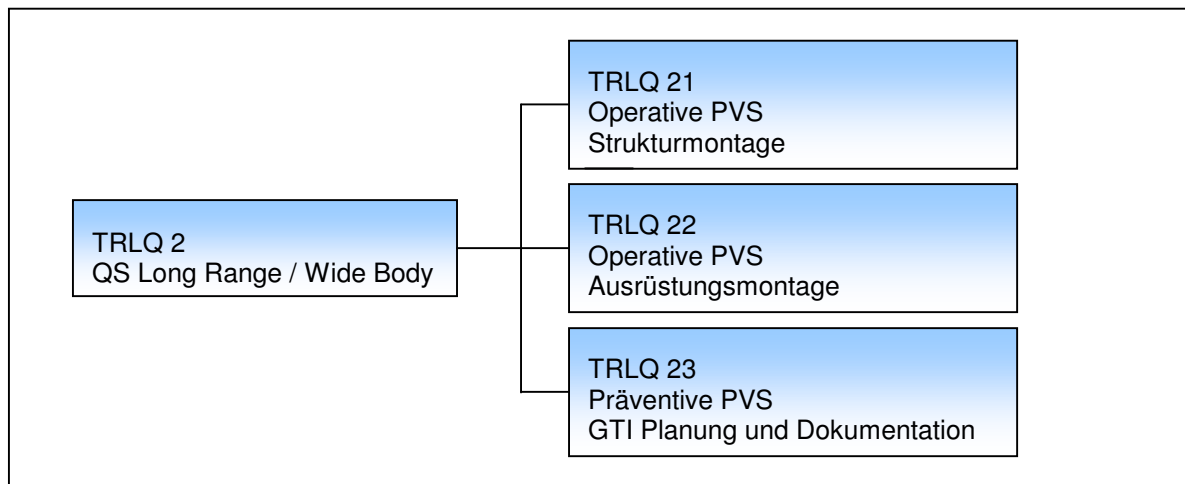 TRLQ 2
QS Long Range / Wide Body
TRLQ 21
Operative PVS
Strukturmontage
TRLQ 22
Operative PVS
Ausrüstungsmontage
TRLQ 23
Präventive PVS
GTI Planung und Dokumentation